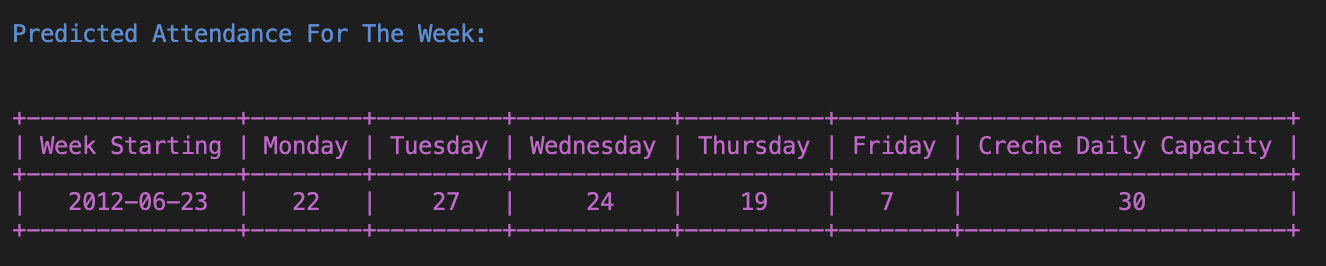 Predicted Attendance For The Week:
+---------------+--------+---------+-----------+----------+--------+-----------------------+
| Week Starting | Monday | Tuesday | Wednesday | Thursday | Friday | Creche Daily Capacity |
+---------------+--------+---------+-----------+----------+--------+-----------------------+
|   2012-06-23  |   22   |    27   |     24    |    19    |   7    |           30          |
+---------------+--------+---------+-----------+----------+--------+-----------------------+